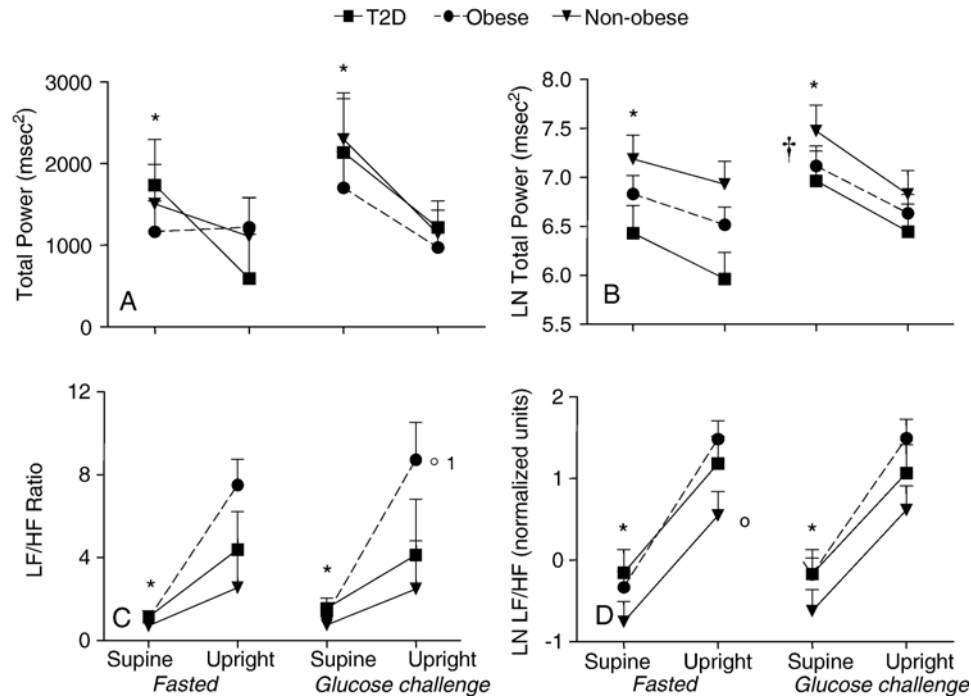 T2D Obese Non-obese
A
B
Total Power (msec²)
3000
2000
1000
0
*
*
LN Total Power (msec²)
8.0
7.5
7.0
6.5
6.0
5.5
*
*
†
LF/HF Ratio
12
8
4
0
*
*
° 1
C
Supine Upright Supine Upright
Fasted Glucose challenge
LN LF/HF (normalized units)
2
1
0
-1
*
*
o
D
Supine Upright Supine Upright
Fasted Glucose challenge